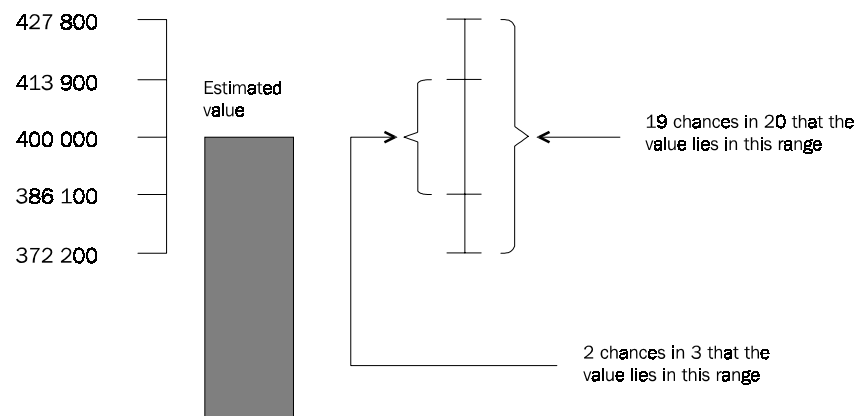 427 800
413 900
400 000
386 100
372 200
Estimated
value
19 chances in 20 that the
value lies in this range
2 chances in 3 that the
value lies in this range